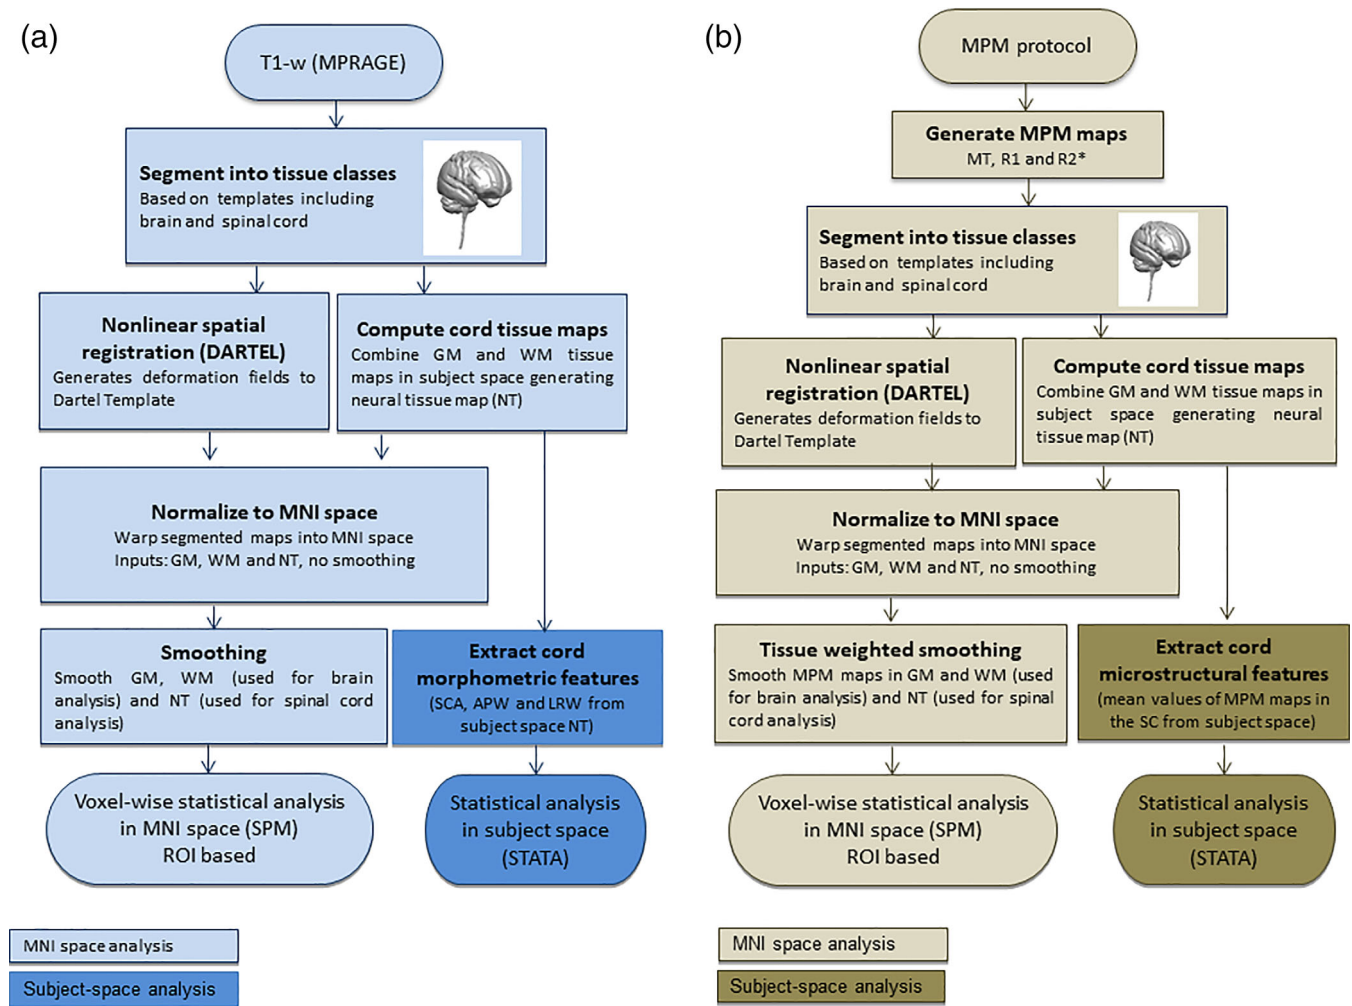 (a)
T1-w (MPRAGE)
Segment into tissue classes
Based on templates including
brain and spinal cord
Nonlinear spatial
registration (DARTEL)
Generates deformation fields to
Dartel Template
Compute cord tissue maps
Combine GM and WM tissue
maps in subject space generating
neural tissue map (NT)
Normalize to MNI space
Warp segmented maps into MNI space
Inputs: GM, WM and NT, no smoothing
Smoothing
Smooth GM, WM (used for brain
analysis) and NT (used for spinal cord
analysis)
Extract cord
morphometric features
(SCA, APW and LRW from
subject space NT)
Voxel-wise statistical analysis
in MNI space (SPM)
ROI based
Statistical analysis
in subject space
(STATA)
MNI space analysis
Subject-space analysis
(b)
MPM protocol
Generate MPM maps
MT, R1 and R2*
Segment into tissue classes
Based on templates including
brain and spinal cord
Nonlinear spatial
registration (DARTEL)
Generates deformation fields to
Dartel Template
Compute cord tissue maps
Combine GM and WM tissue maps in
subject space generating neural
tissue map (NT)
Normalize to MNI space
Warp segmented maps into MNI space
Inputs: GM, WM and NT, no smoothing
Tissue weighted smoothing
Smooth MPM maps in GM and WM (used
for brain analysis) and NT (used for spinal
cord analysis)
Extract cord
microstructural features
(mean values of MPM maps in
the SC from subject space)
Voxel-wise statistical analysis
in MNI space (SPM)
ROI based
Statistical analysis
in subject space
(STATA)
MNI space analysis
Subject-space analysis